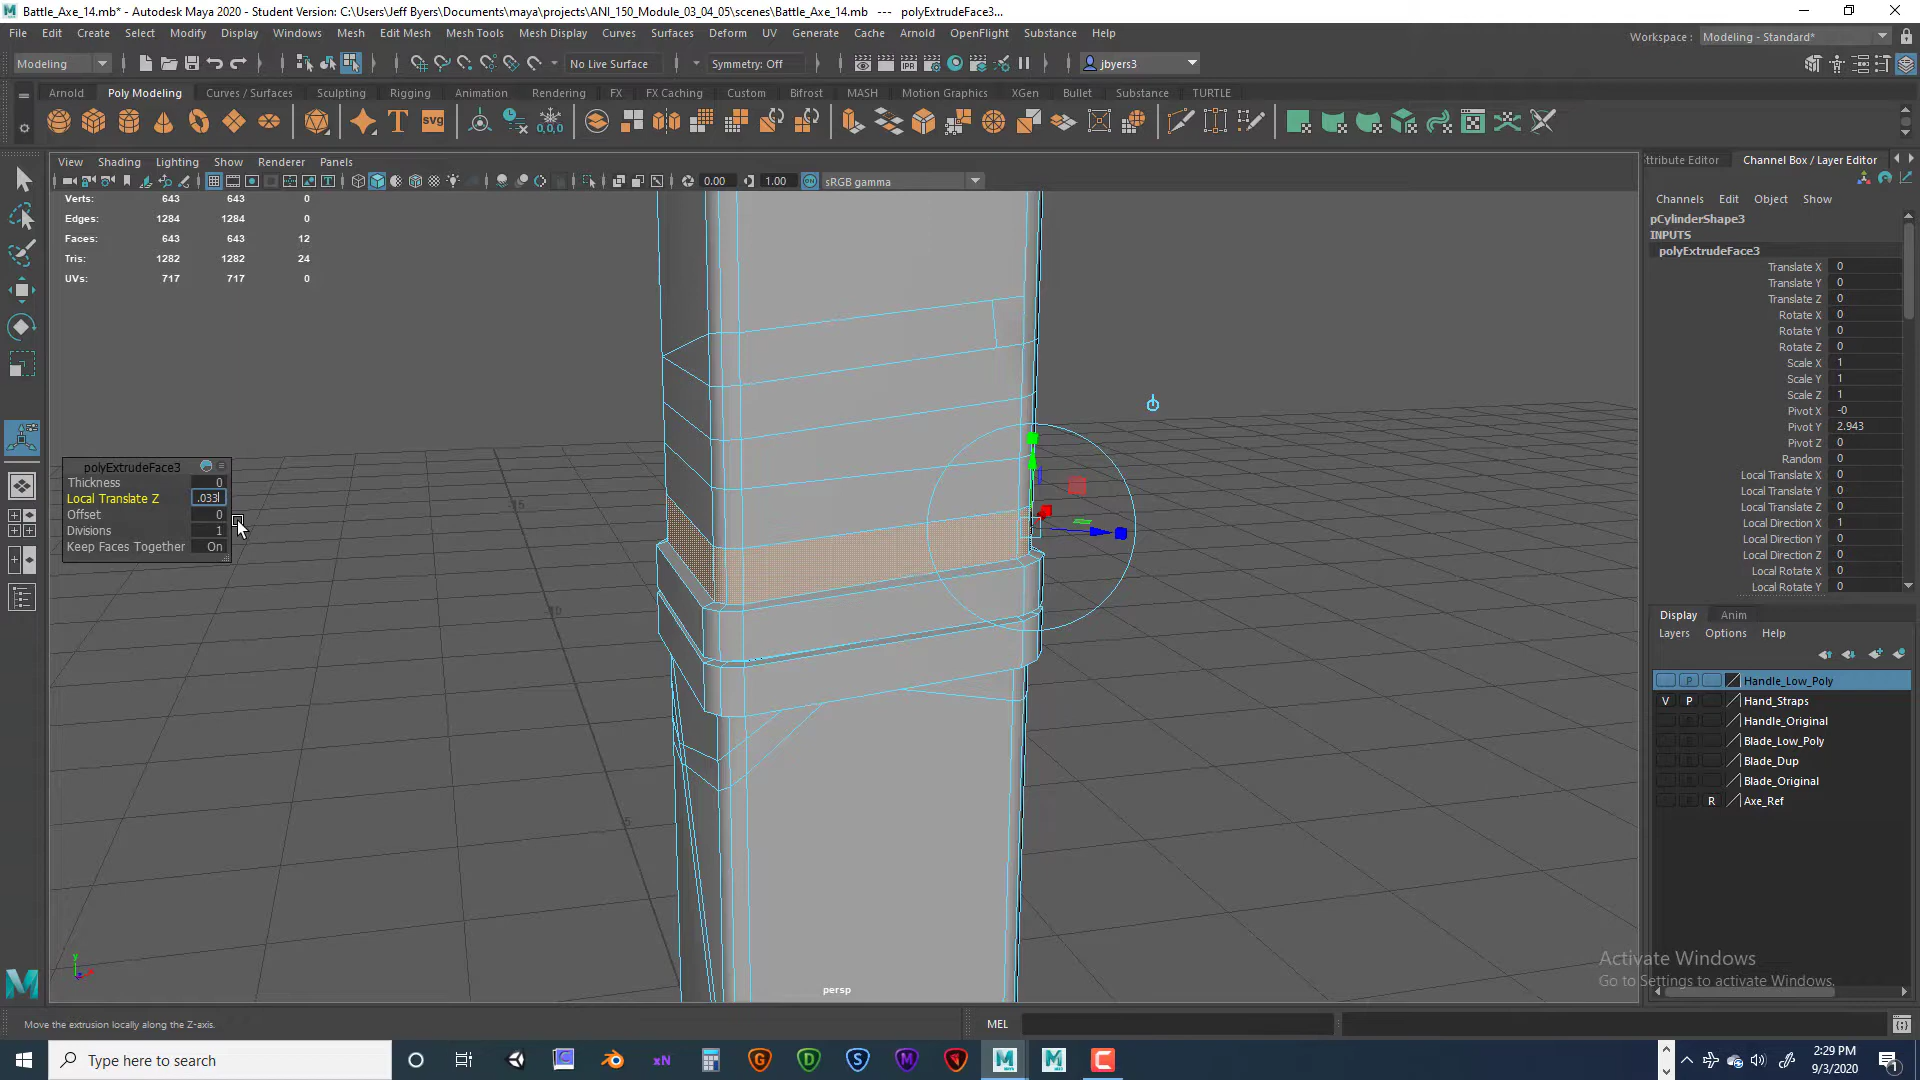 Battle_Axe_14.mb* - Autodesk Maya 2020 - Student Version: C:\Users\Jeff Byers\Documents\maya\projects\ANI_150_Module_03_04_05\scenes\Battle_Axe_14.mb   ---   polyExtrudeFace3...
File Edit Create Select Modify Display Windows Mesh Edit Mesh Mesh Tools Mesh Display Curves Surfaces Deform UV Generate Cache Arnold OpenFlight Substance Help
Workspace : Modeling - Standard*
Modeling
No Live Surface
Symmetry: Off
jbyers3
Arnold Poly Modeling Curves / Surfaces Sculpting Rigging Animation Rendering FX FX Caching Custom Bifrost MASH Motion Graphics XGen Bullet Substance TURTLE
View Shading Lighting Show Renderer Panels
0.00 1.00 sRGB gamma
Verts: 643 643 0
Edges: 1284 1284 0
Faces: 643 643 12
Tris: 1282 1282 24
UVs: 717 717 0
polyExtrudeFace3
Thickness 0
Local Translate Z .033
Offset 0
Divisions 1
Keep Faces Together On
persp
ttribute Editor Channel Box / Layer Editor
Channels Edit Object Show
pCylinderShape3
INPUTS
polyExtrudeFace3
Translate X 0
Translate Y 0
Translate Z 0
Rotate X 0
Rotate Y 0
Rotate Z 0
Scale X 1
Scale Y 1
Scale Z 1
Pivot X -0
Pivot Y 2.943
Pivot Z 0
Random 0
Local Translate X 0
Local Translate Y 0
Local Translate Z 0
Local Direction X 1
Local Direction Y 0
Local Direction Z 0
Local Rotate X 0
Local Rotate Y 0
Display Anim
Layers Options Help
P Handle_Low_Poly
V P Hand_Straps
Handle_Original
Blade_Low_Poly
Blade_Dup
Blade_Original
R Axe_Ref
Activate Windows
Go to Settings to activate Windows.
Move the extrusion locally along the Z-axis.
MEL
Type here to search
2:29 PM
9/3/2020